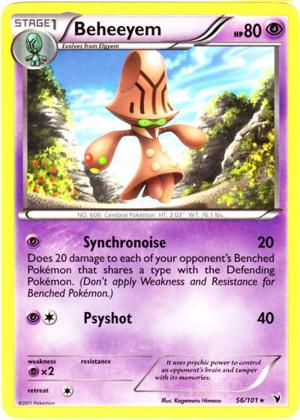 STAGE1
Beheeyem
HP80
Evolves from Elgyem
NO. 606 Cerebral Pokémon HT: 3'03" WT: 76.1 lbs.
Synchronoise 20
Does 20 damage to each of your opponent's Benched
Pokémon that shares a type with the Defending
Pokémon. (Don't apply Weakness and Resistance for
Benched Pokémon.)
Psyshot 40
weakness
resistance
×2
retreat
It uses psychic power to control
an opponent's brain and tamper
with its memories.
©2011 Pokémon
Illus. Kagemaru Himeno
56/101 ★